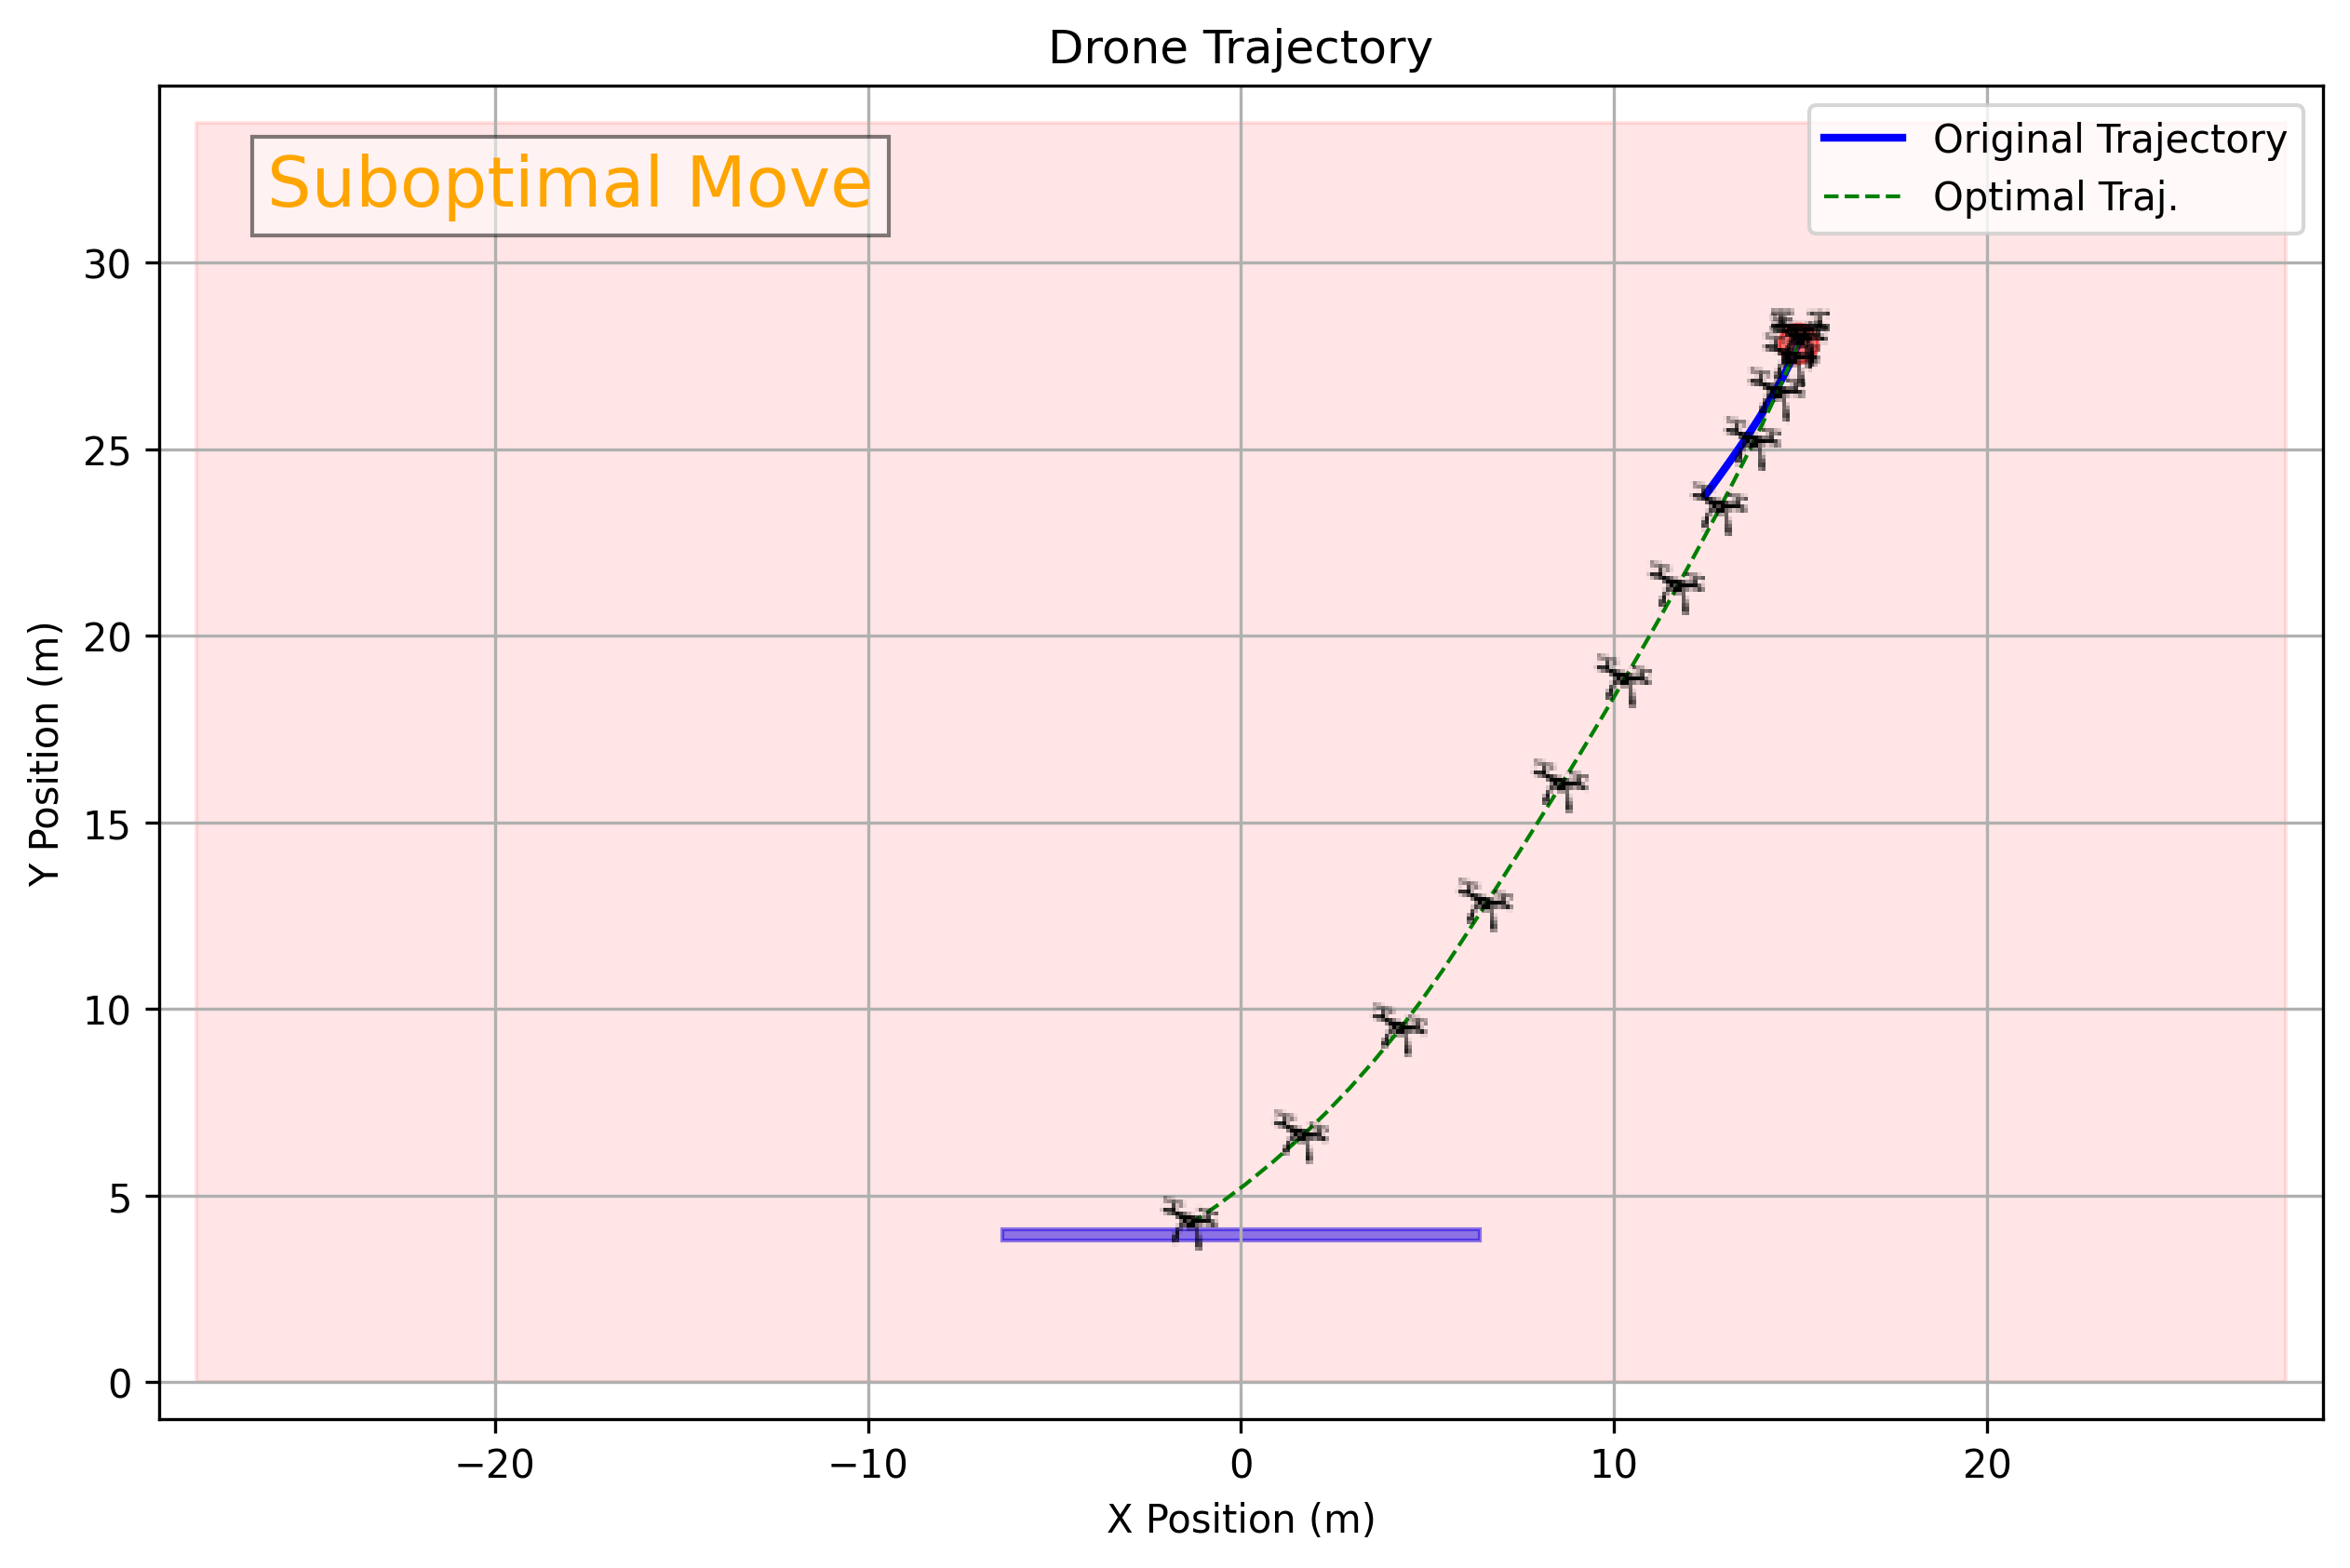 Drone Trajectory
Suboptimal Move
Original Trajectory
Optimal Traj.
30
25
20
15
10
5
0
Y Position (m)
−20
−10
0
10
20
X Position (m)